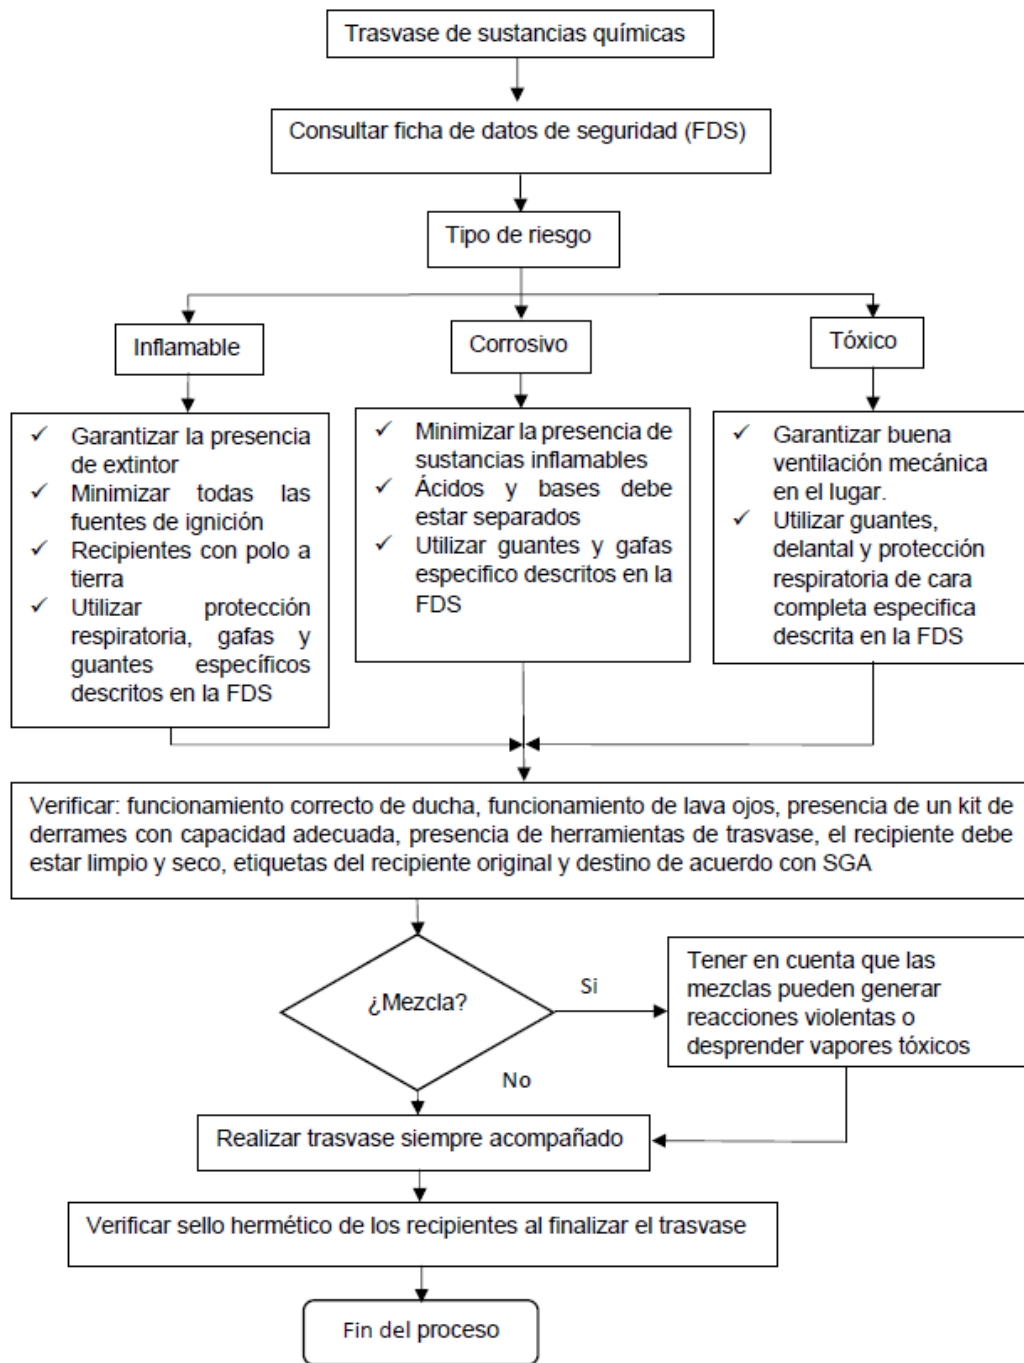 Trasvase de sustancias químicas
Consultar ficha de datos de seguridad (FDS)
Tipo de riesgo
Inflamable
Corrosivo
Tóxico
✓ Garantizar la presencia
de extintor
✓ Minimizar todas las
fuentes de ignición
✓ Recipientes con polo a
tierra
✓ Utilizar protección
respiratoria, gafas y
guantes específicos
descritos en la FDS
✓ Minimizar la presencia de
sustancias inflamables
✓ Ácidos y bases debe
estar separados
✓ Utilizar guantes y gafas
especifico descritos en la
FDS
✓ Garantizar buena
ventilación mecánica
en el lugar.
✓ Utilizar guantes,
delantal y protección
respiratoria de cara
completa especifica
descrita en la FDS
Verificar: funcionamiento correcto de ducha, funcionamiento de lava ojos, presencia de un kit de
derrames con capacidad adecuada, presencia de herramientas de trasvase, el recipiente debe
estar limpio y seco, etiquetas del recipiente original y destino de acuerdo con SGA
¿Mezcla?
Si
Tener en cuenta que las
mezclas pueden generar
reacciones violentas o
desprender vapores tóxicos
No
Realizar trasvase siempre acompañado
Verificar sello hermético de los recipientes al finalizar el trasvase
Fin del proceso